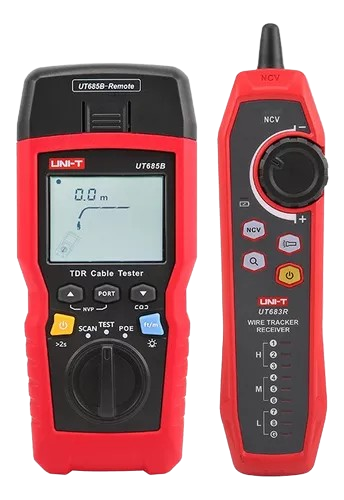 UT685B-Remote
UNI-T UT685B
0.0 m
TDR Cable Tester
PORT
NVP
SCAN TEST POE
ft/m
>2s
NCV
NCV
NCV
UNI-T
UT683R
WIRE TRACKER
RECEIVER
1
2
H 3
4
5
M 6
7
L 8
G